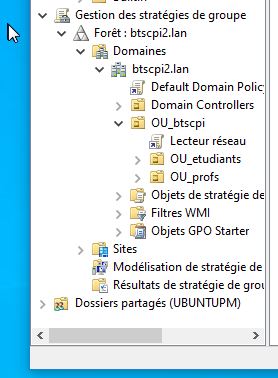 Gestion des stratégies de groupe
Forêt : btscpi2.lan
Domaines
btscpi2.lan
Default Domain Polic
Domain Controllers
OU_btscpi
Lecteur réseau
OU_etudiants
OU_profs
Objets de stratégie de
Filtres WMI
Objets GPO Starter
Sites
Modélisation de stratégie de
Résultats de stratégie de grou
Dossiers partagés (UBUNTUPM)